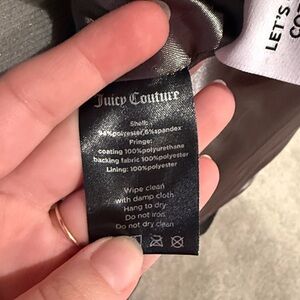 LET'S
Juicy Couture
Shell:
94%polyester,6%spandex
Fringe:
coating 100%polyurethane
backing fabric 100%polyester
Lining: 100%polyester
Wipe clean
with damp cloth
Hang to dry
Do not iron
Do not dry clean